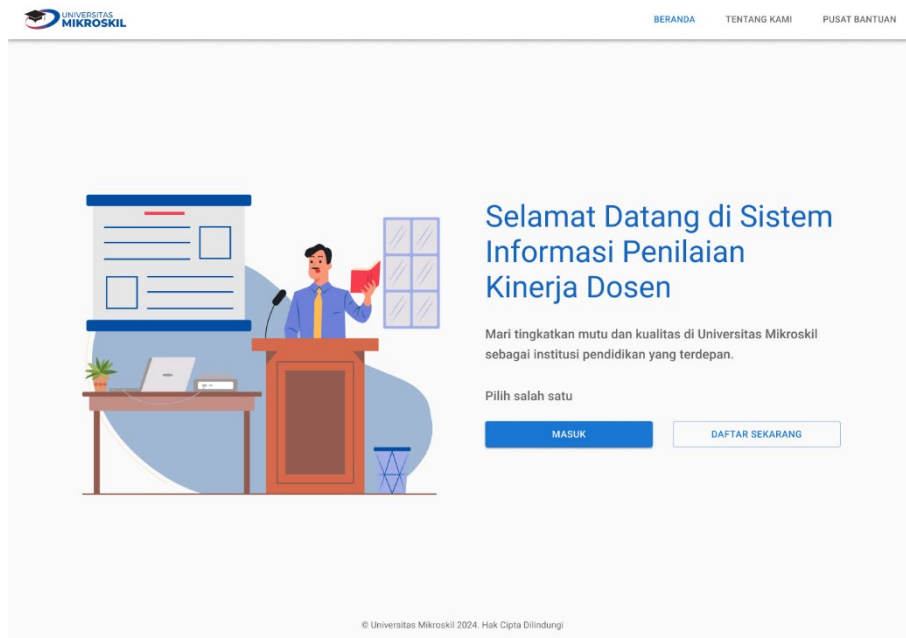 UNIVERSITAS
MIKROSKIL
BERANDA
TENTANG KAMI
PUSAT BANTUAN
Selamat Datang di Sistem
Informasi Penilaian
Kinerja Dosen
Mari tingkatkan mutu dan kualitas di Universitas Mikroskil
sebagai institusi pendidikan yang terdepan.
Pilih salah satu
MASUK
DAFTAR SEKARANG
© Universitas Mikroskil 2024. Hak Cipta Dilindungi